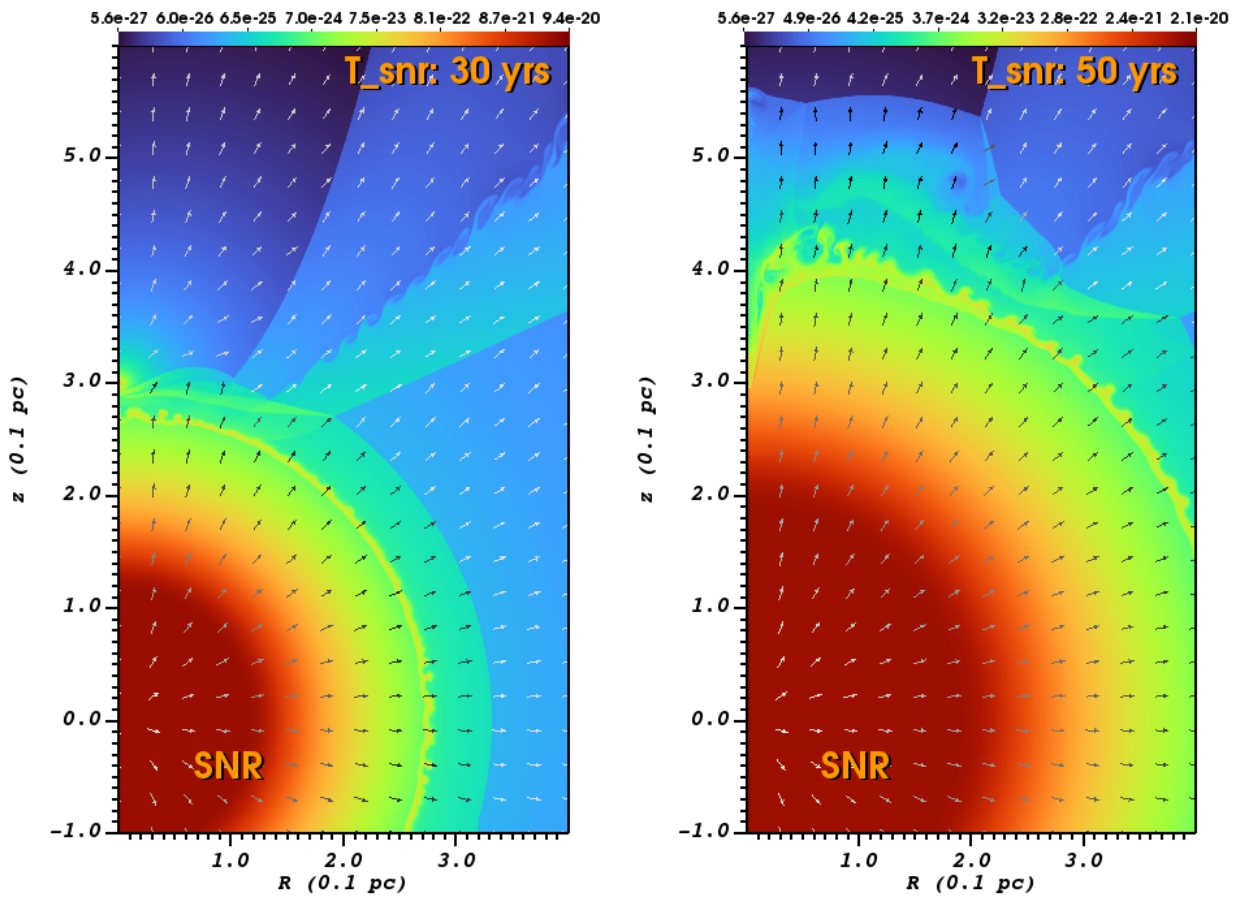 5.6e-27 6.0e-26 6.5e-25 7.0e-24 7.5e-23 8.1e-22 8.7e-21 9.4e-20
T_snr: 30 yrs
5.0
4.0
3.0
2.0
1.0
0.0
-1.0
z (0.1 pc)
SNR
1.0 2.0 3.0
R (0.1 pc)
5.6e-27 4.9e-26 4.2e-25 3.7e-24 3.2e-23 2.8e-22 2.4e-21 2.1e-20
T_snr: 50 yrs
5.0
4.0
3.0
2.0
1.0
0.0
-1.0
z (0.1 pc)
SNR
1.0 2.0 3.0
R (0.1 pc)